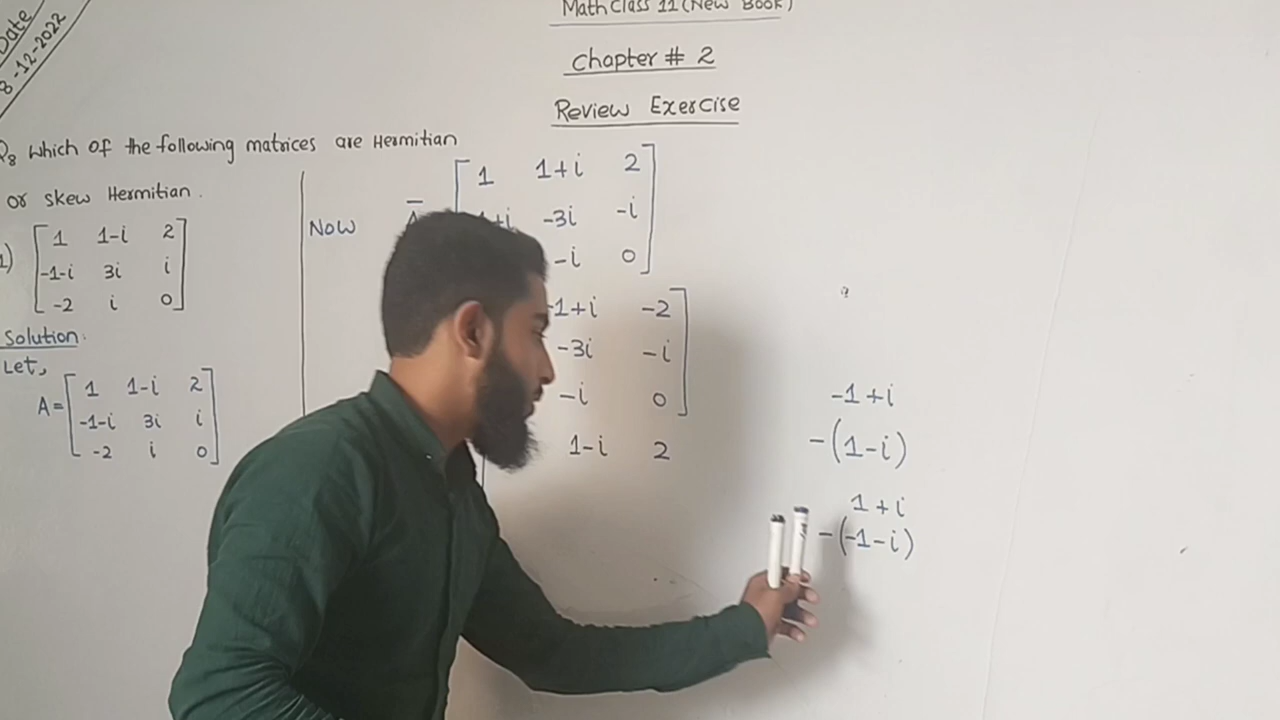 Date
8-12-2022
Math Class 11 (New Book)
Chapter # 2
Review Exercise
Q8 Which of the following matrices are Hermitian
or skew Hermitian.
1) [1 1-i 2
-1-i 3i i
-2 i 0]
Solution.
Let,
A= [1 1-i 2
-1-i 3i i
-2 i 0]
Now
[1 1+i 2
+i -3i -i
-i 0]
-1+i -2
-3i -i
-i 0]
1-i 2
-1+i
-(1-i)
1+i
-(-1-i)